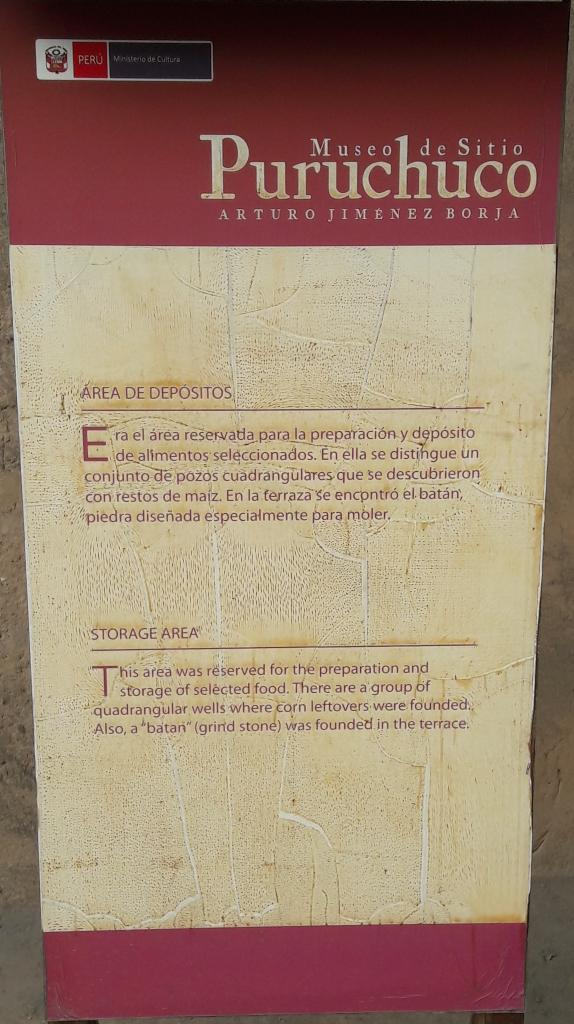 PERÚ Ministerio de Cultura
Museo de Sitio
Puruchuco
ARTURO JIMÉNEZ BORJA
ÁREA DE DEPÓSITOS
Era el área reservada para la preparación y depósito
de alimentos seleccionados. En ella se distingue un
conjunto de pozos cuadrangulares que se descubrieron
con restos de maíz. En la terraza se encontró el batán,
piedra diseñada especialmente para moler.
STORAGE AREA
This area was reserved for the preparation and
storage of selected food. There are a group of
quadrangular wells where corn leftovers were founded.
Also, a "batan" (grind stone) was founded in the terrace.